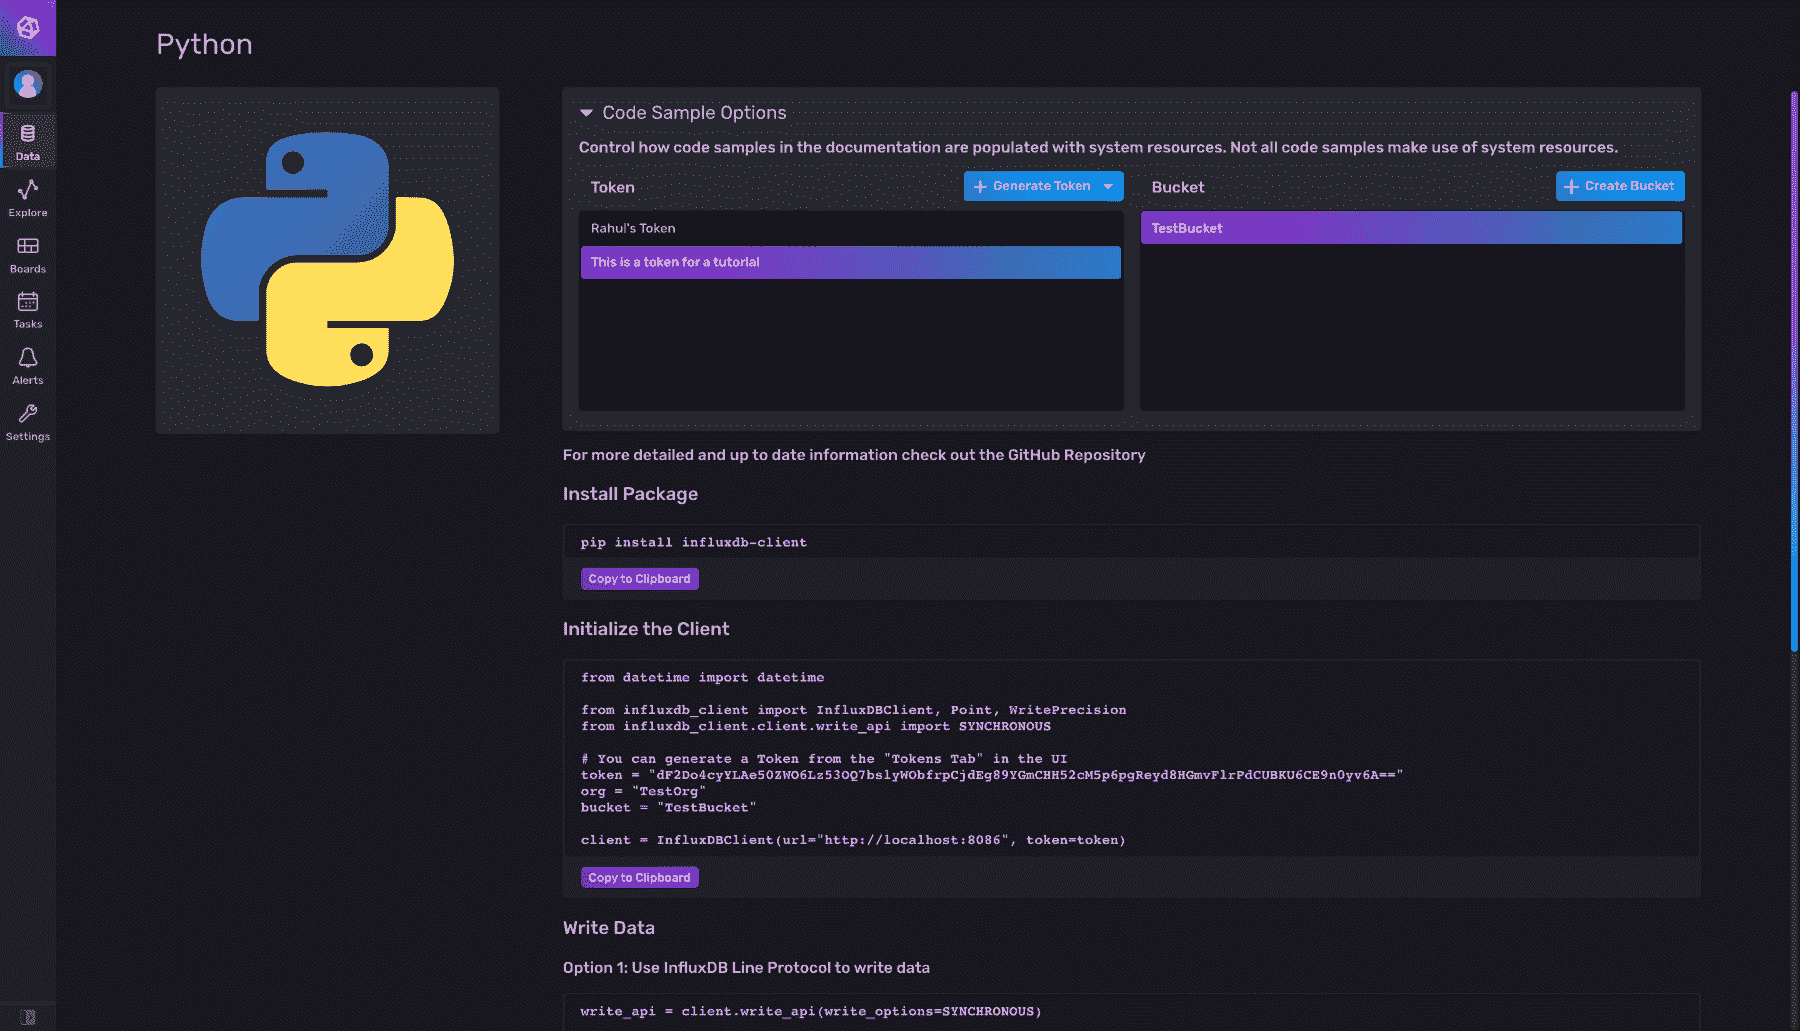 Python
Data
Explore
Boards
Tasks
Alerts
Settings
Code Sample Options
Control how code samples in the documentation are populated with system resources. Not all code samples make use of system resources.
Token
Generate Token
Rahul's Token
This is a token for a tutorial
Bucket
Create Bucket
TestBucket
For more detailed and up to date information check out the GitHub Repository
Install Package
pip install influxdb-client
Copy to Clipboard
Initialize the Client
from datetime import datetime
from influxdb_client import InfluxDBClient, Point, WritePrecision
from influxdb_client.client.write_api import SYNCHRONOUS
# You can generate a Token from the "Tokens Tab" in the UI
token = "dF2Do4cyYLAe50ZWO6Lz53OQ7bslyWObfrpCjdEg89YGmCHH52cM5p6pgReyd8HGmvFlrPdCUBKU6CE9n0yv6A=="
org = "TestOrg"
bucket = "TestBucket"
client = InfluxDBClient(url="http://localhost:8086", token=token)
Copy to Clipboard
Write Data
Option 1: Use InfluxDB Line Protocol to write data
write_api = client.write_api(write_options=SYNCHRONOUS)